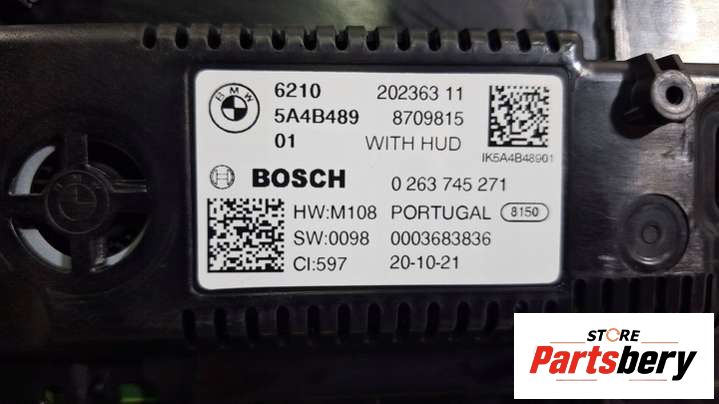 BMW
6210 202363 11
5A4B489 8709815
01 WITH HUD
IK5A4B48901
BOSCH 0 263 745 271
HW:M108 PORTUGAL 8150
SW:0098 0003683836
CI:597 20-10-21
STORE
Partsbery